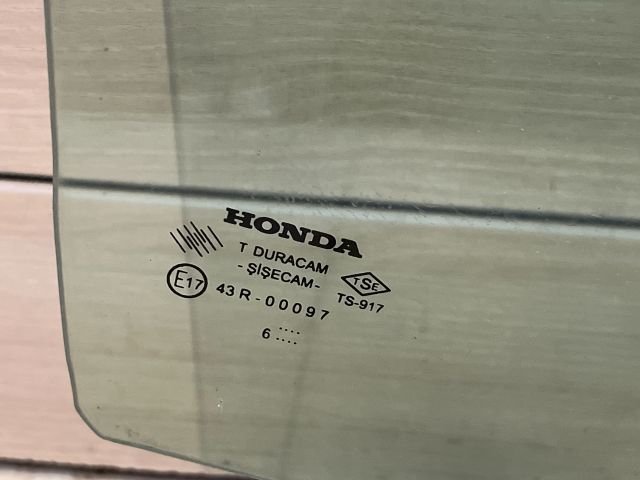 HONDA
T DURACAM
-ŞİŞECAM-
TSE
TS-917
E17
43 R-00097
6 ....
....